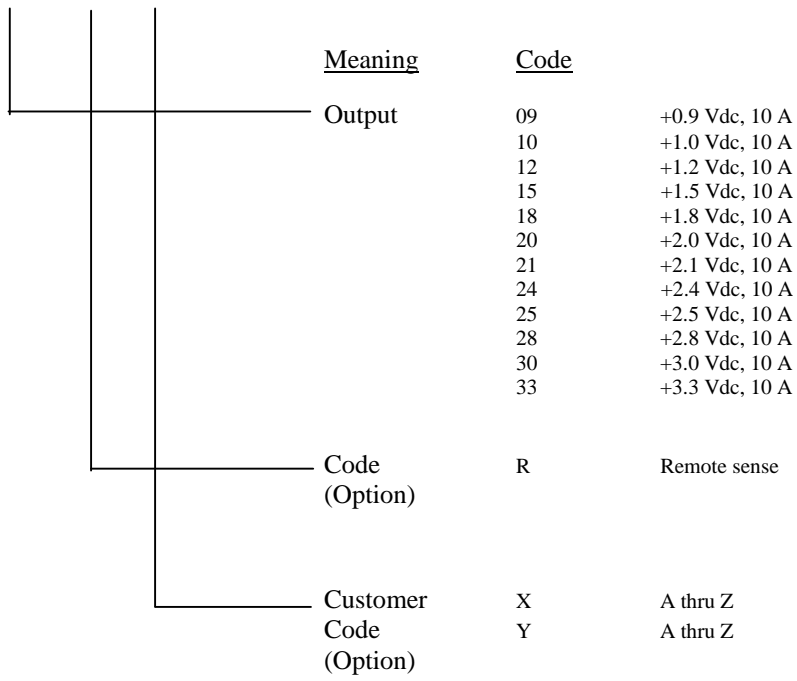 Meaning Code
Output 09 +0.9 Vdc, 10 A
10 +1.0 Vdc, 10 A
12 +1.2 Vdc, 10 A
15 +1.5 Vdc, 10 A
18 +1.8 Vdc, 10 A
20 +2.0 Vdc, 10 A
21 +2.1 Vdc, 10 A
24 +2.4 Vdc, 10 A
25 +2.5 Vdc, 10 A
28 +2.8 Vdc, 10 A
30 +3.0 Vdc, 10 A
33 +3.3 Vdc, 10 A
Code R Remote sense
(Option)
Customer X A thru Z
Code Y A thru Z
(Option)